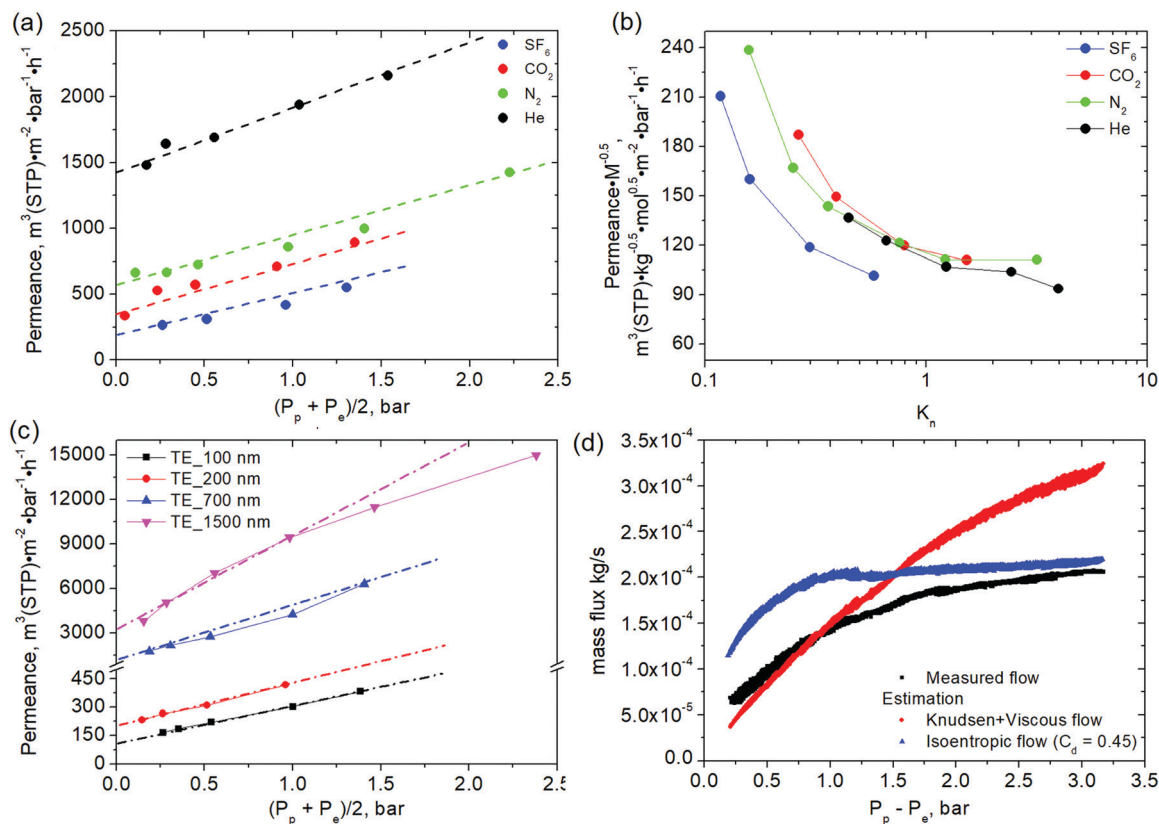 (a)
2500
2000
1500
1000
500
0
0.0 0.5 1.0 1.5 2.0 2.5
Permeance, m³(STP)•m⁻²•bar⁻¹•h⁻¹
(Pₚ + Pₑ)/2, bar
SF₆
CO₂
N₂
He
(b)
240
210
180
150
120
90
60
0.1 1 10
Permeance•M⁻⁰·⁵,
m³(STP)•kg⁻⁰·⁵•mol⁰·⁵•m⁻²•bar⁻¹•h⁻¹
Kₙ
SF₆
CO₂
N₂
He
(c)
15000
12000
9000
6000
3000
450
300
150
0
0.0 0.5 1.0 1.5 2.0 2.5
Permeance, m³(STP)•m⁻²•bar⁻¹•h⁻¹
(Pₚ + Pₑ)/2, bar
TE_100 nm
TE_200 nm
TE_700 nm
TE_1500 nm
(d)
3.5x10⁻⁴
3.0x10⁻⁴
2.5x10⁻⁴
2.0x10⁻⁴
1.5x10⁻⁴
1.0x10⁻⁴
5.0x10⁻⁵
0.0
0.0 0.5 1.0 1.5 2.0 2.5 3.0 3.5
mass flux kg/s
Pₚ - Pₑ, bar
Measured flow
Estimation
Knudsen+Viscous flow
Isoentropic flow (C_d = 0.45)